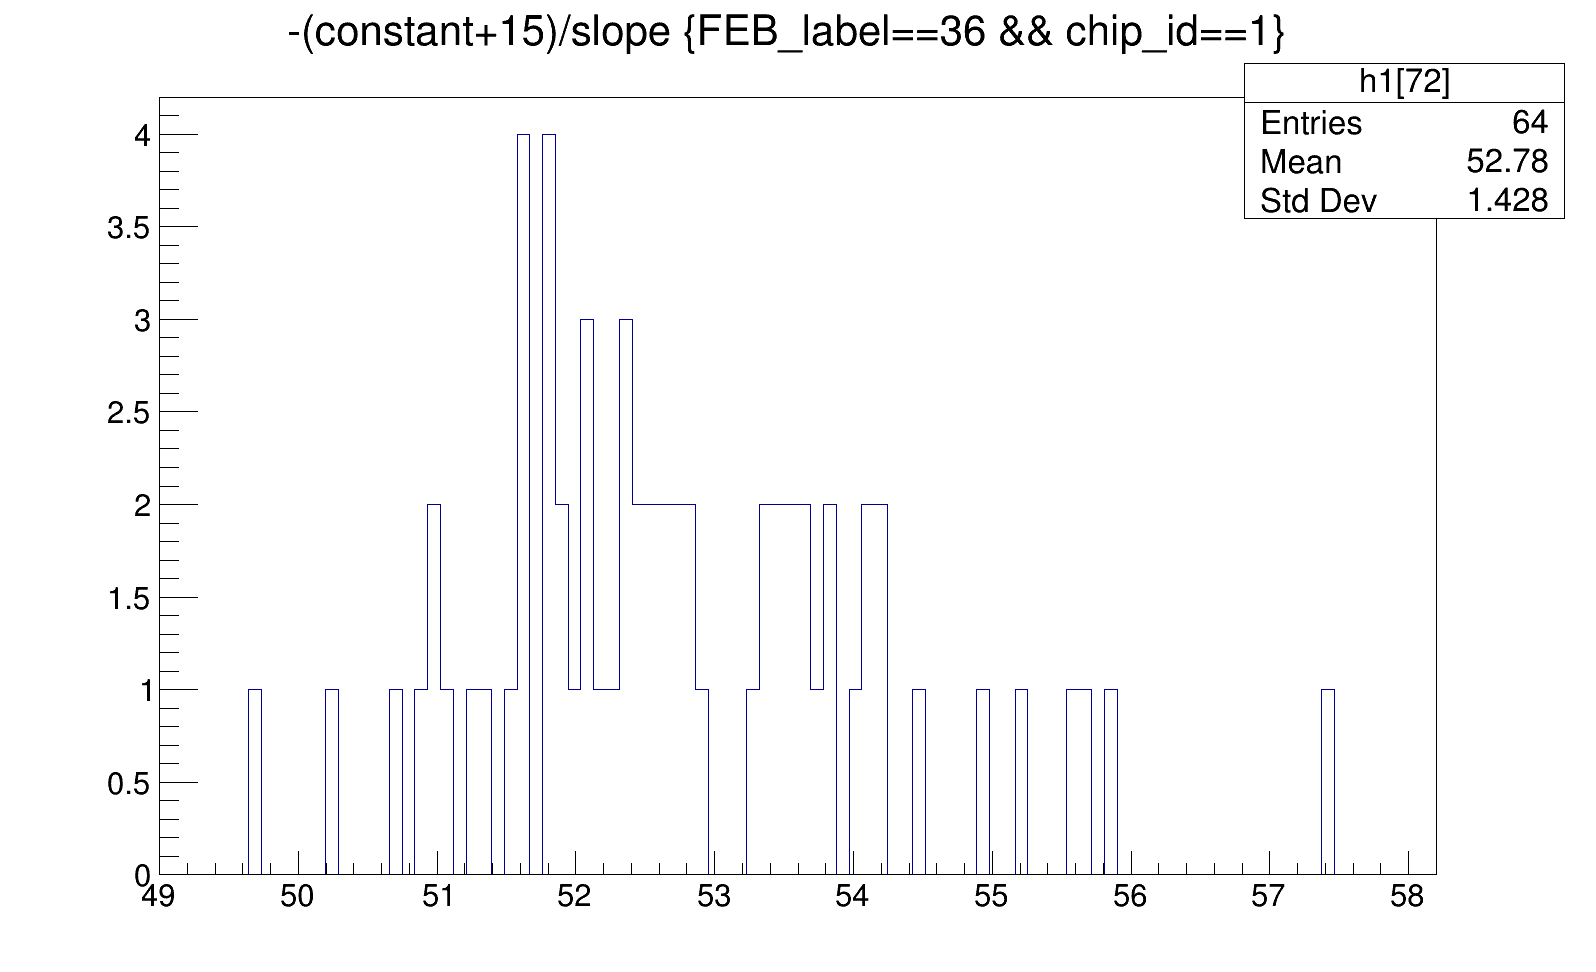 -(constant+15)/slope {FEB_label==36 && chip_id==1}
h1[72]
Entries 64
Mean 52.78
Std Dev 1.428
4
3.5
3
2.5
2
1.5
1
0.5
0
49 50 51 52 53 54 55 56 57 58